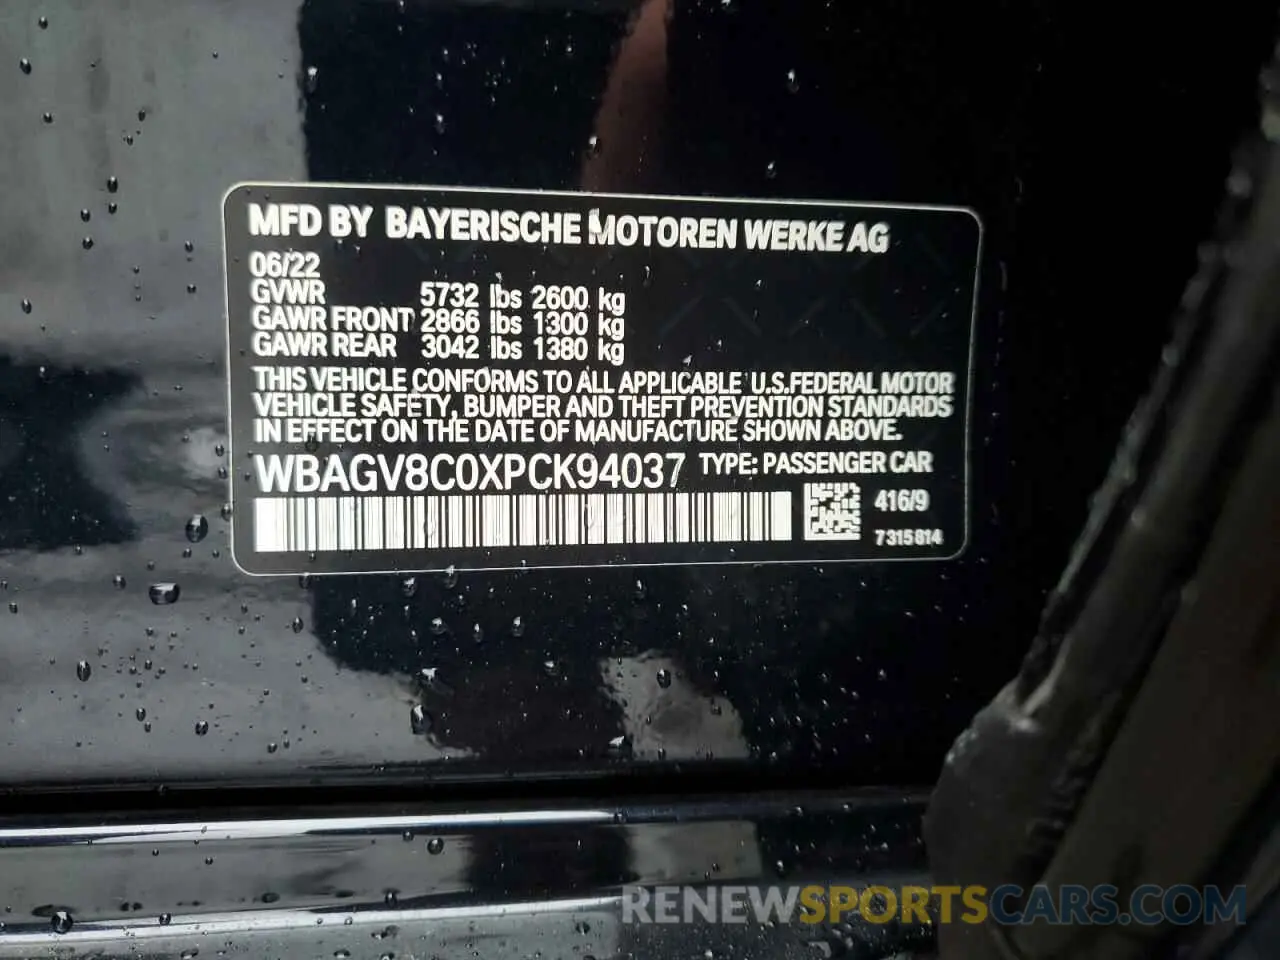 MFD BY BAYERISCHE MOTOREN WERKE AG
06/22
GVWR 5732 lbs 2600 kg
GAWR FRONT 2866 lbs 1300 kg
GAWR REAR 3042 lbs 1380 kg
THIS VEHICLE CONFORMS TO ALL APPLICABLE U.S.FEDERAL MOTOR
VEHICLE SAFETY, BUMPER AND THEFT PREVENTION STANDARDS
IN EFFECT ON THE DATE OF MANUFACTURE SHOWN ABOVE.
WBAGV8C0XPCK94037 TYPE: PASSENGER CAR
416/9
7315814
RENEWSPORTSCARS.COM